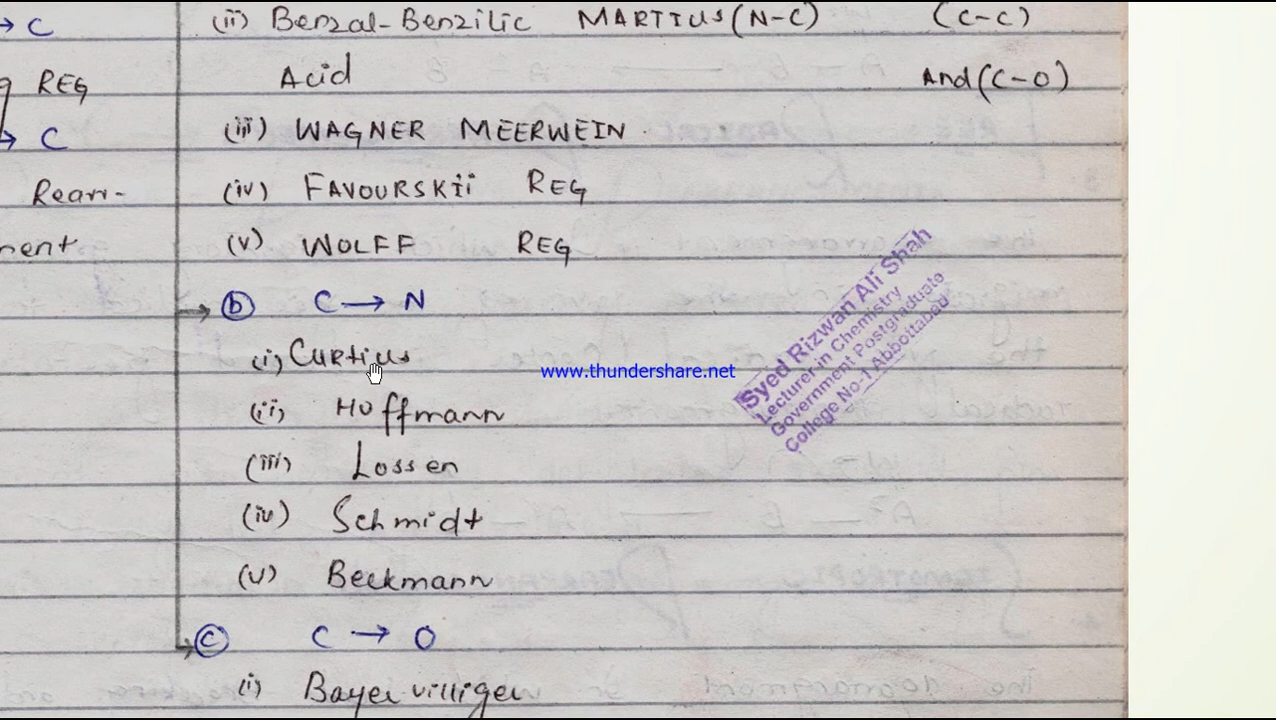 → C (ii) Benzal-Benzilic MARTIUS(N-C) (C-C)
REG Acid And(C-O)
→ C (iii) WAGNER MEERWEIN
Rearr- (iv) FAVOURSKii REG
ment (v) WOLFF REG
→ (b) C → N
(i) Curtius
www.thundershare.net
(ii) Hoffmann
(iii) Lossen
(iv) Schmidt
(v) Beckmann
→ (c) C → O
(i) Bayer villiger
Syed Rizwan Ali Shah
Lecturer in Chemistry
Government Postgraduate
College No-1 Abbottabad